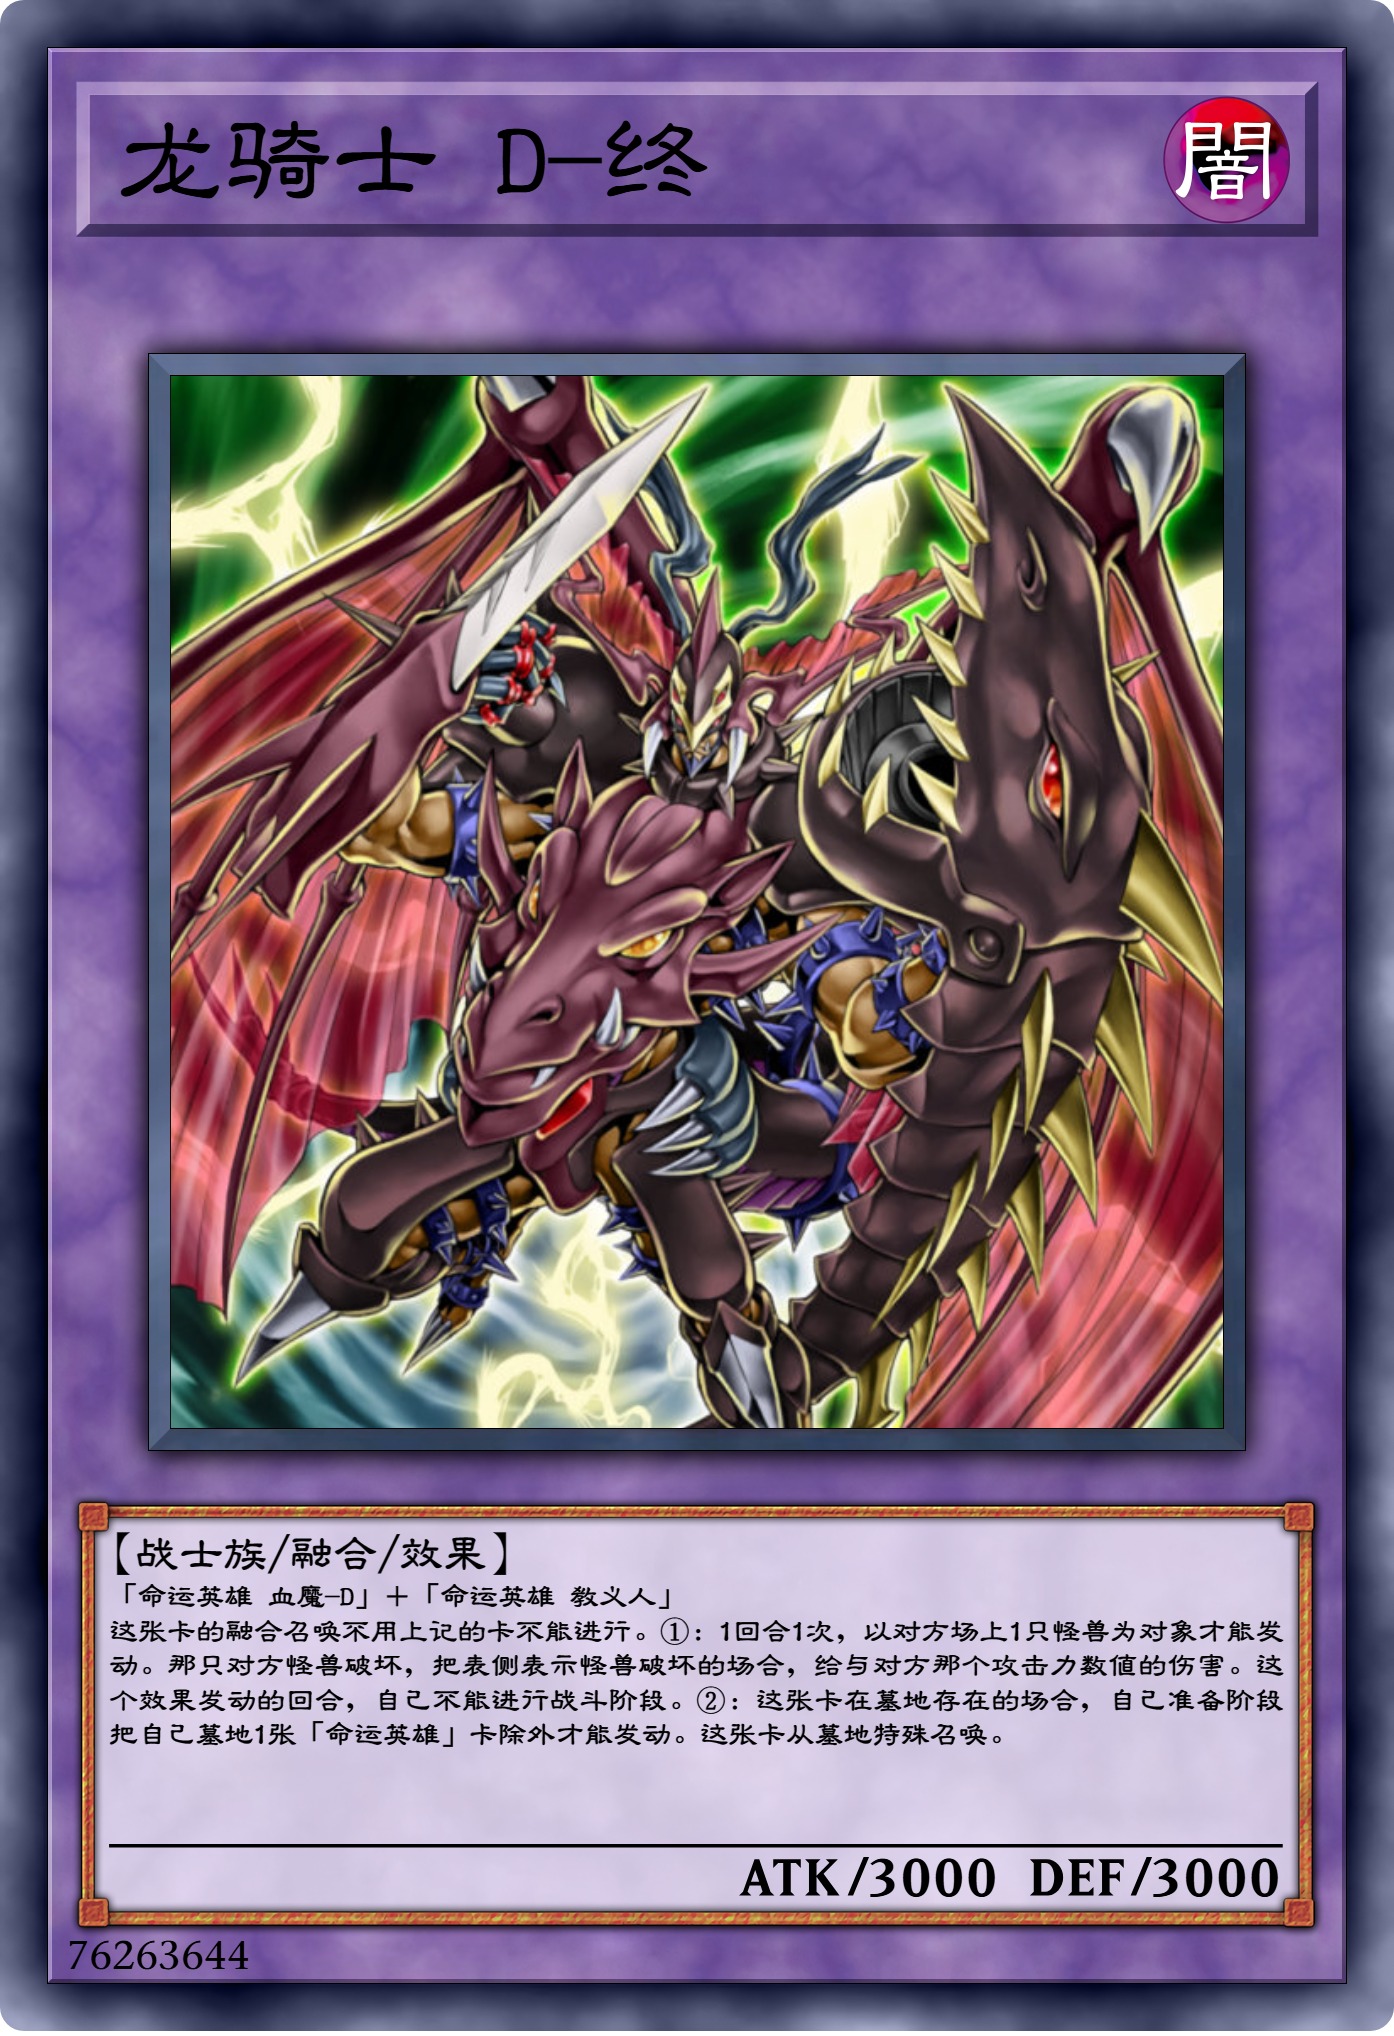 龙骑士 D-终
闇
【战士族/融合/效果】
「命运英雄 血魔-D」+「命运英雄 教义人」
这张卡的融合召唤不用上记的卡不能进行。①：1回合1次，以对方场上1只怪兽为对象才能发
动。那只对方怪兽破坏，把表侧表示怪兽破坏的场合，给与对方那个攻击力数值的伤害。这
个效果发动的回合，自己不能进行战斗阶段。②：这张卡在墓地存在的场合，自己准备阶段
把自己墓地1张「命运英雄」卡除外才能发动。这张卡从墓地特殊召唤。
ATK/3000 DEF/3000
76263644